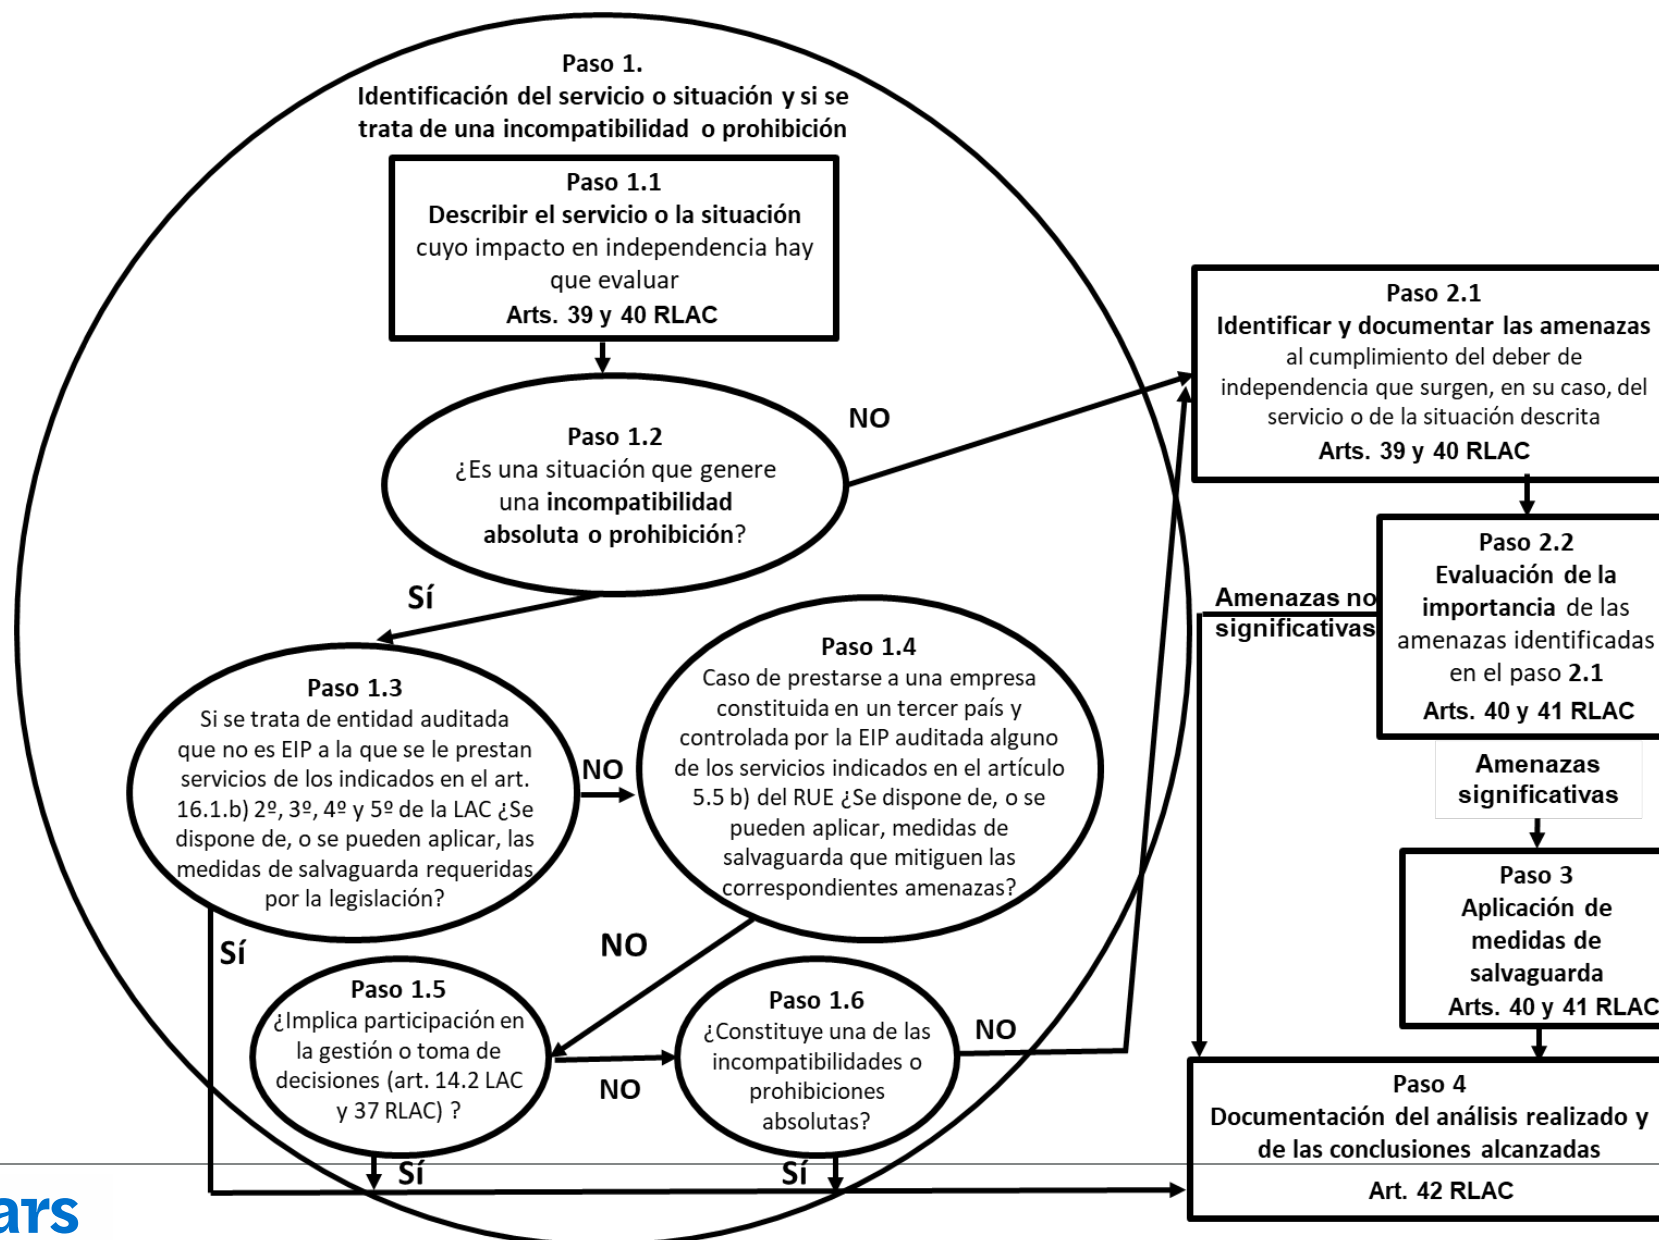 Paso 1.
Identificación del servicio o situación y si se
trata de una incompatibilidad o prohibición
Paso 1.1
Describir el servicio o la situación
cuyo impacto en independencia hay
que evaluar
Arts. 39 y 40 RLAC
Paso 1.2
¿Es una situación que genere
una incompatibilidad
absoluta o prohibición?
NO
Sí
Paso 1.3
Si se trata de entidad auditada
que no es EIP a la que se le prestan
servicios de los indicados en el art.
16.1.b) 2º, 3º, 4º y 5º de la LAC ¿Se
dispone de, o se pueden aplicar, las
medidas de salvaguarda requeridas
por la legislación?
NO
Sí
Paso 1.4
Caso de prestarse a una empresa
constituida en un tercer país y
controlada por la EIP auditada alguno
de los servicios indicados en el artículo
5.5 b) del RUE ¿Se dispone de, o se
pueden aplicar, medidas de
salvaguarda que mitiguen las
correspondientes amenazas?
NO
Paso 1.5
¿Implica participación en
la gestión o toma de
decisiones (art. 14.2 LAC
y 37 RLAC) ?
NO
Sí
Paso 1.6
¿Constituye una de las
incompatibilidades o
prohibiciones
absolutas?
NO
Sí
Paso 2.1
Identificar y documentar las amenazas
al cumplimiento del deber de
independencia que surgen, en su caso, del
servicio o de la situación descrita
Arts. 39 y 40 RLAC
Paso 2.2
Evaluación de la
importancia de las
amenazas identificadas
en el paso 2.1
Arts. 40 y 41 RLAC
Amenazas no
significativas
Amenazas
significativas
Paso 3
Aplicación de
medidas de
salvaguarda
Arts. 40 y 41 RLAC
Paso 4
Documentación del análisis realizado y
de las conclusiones alcanzadas
Art. 42 RLAC
ars